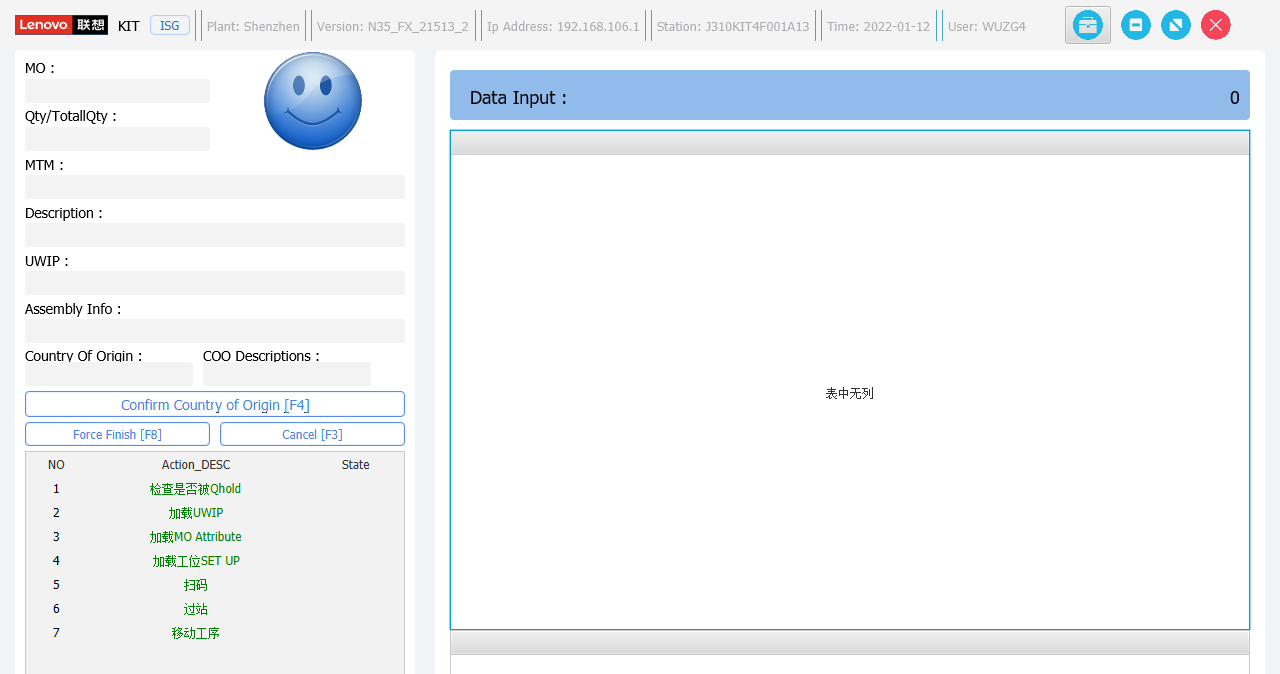 Lenovo 联想 KIT ISG Plant: Shenzhen Version: N35_FX_21513_2 Ip Address: 192.168.106.1 Station: J310KIT4F001A13 Time: 2022-01-12 User: WUZG4
MO :
Qty/TotallQty :
MTM :
Description :
UWIP :
Assembly Info :
Country Of Origin : COO Descriptions :
Confirm Country of Origin [F4]
Force Finish [F8] Cancel [F3]
NO Action_DESC State
1 检查是否被Qhold
2 加载UWIP
3 加载MO Attribute
4 加载工位SET UP
5 扫码
6 过站
7 移动工序
Data Input : 0
表中无列